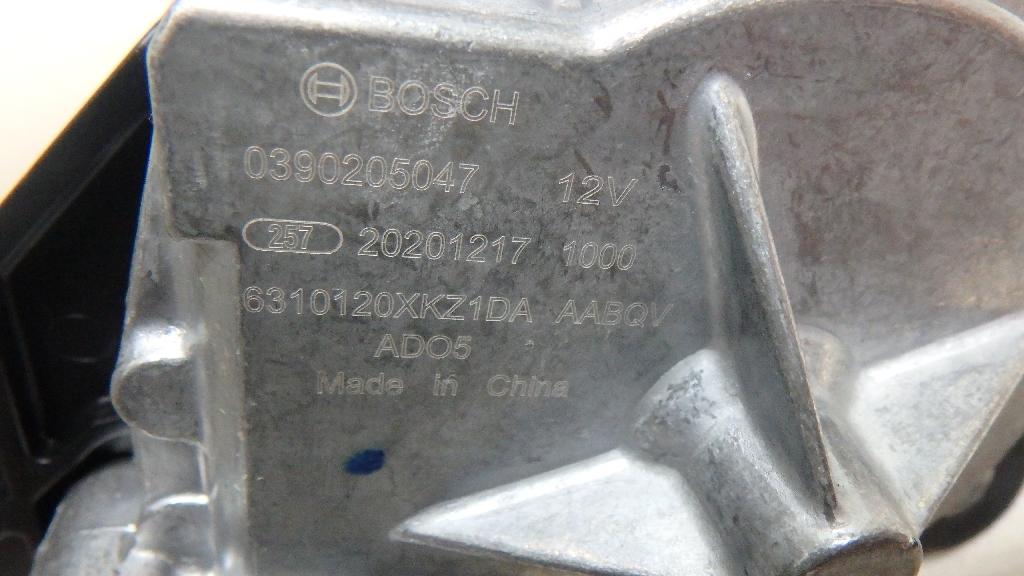 BOSCH
0390205047 12V
257 20201217 1000
6310120XKZ1DA AABQV
ADO5
Made in China